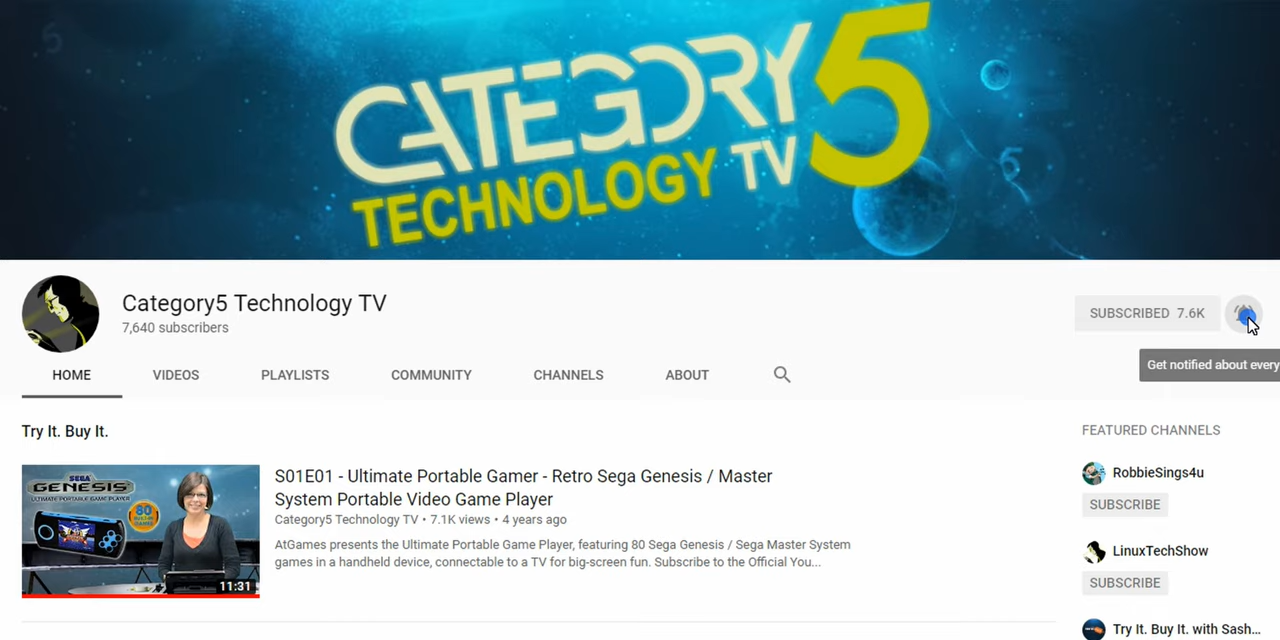 CATEGORY5
TECHNOLOGY TV
Category5 Technology TV
7,640 subscribers
SUBSCRIBED 7.6K
HOME VIDEOS PLAYLISTS COMMUNITY CHANNELS ABOUT
Get notified about every
Try It. Buy It.
FEATURED CHANNELS
SEGA
GENESIS
ULTIMATE PORTABLE GAME PLAYER
80
11:31
S01E01 - Ultimate Portable Gamer - Retro Sega Genesis / Master
System Portable Video Game Player
Category5 Technology TV • 7.1K views • 4 years ago
AtGames presents the Ultimate Portable Game Player, featuring 80 Sega Genesis / Sega Master System
games in a handheld device, connectable to a TV for big-screen fun. Subscribe to the Official You...
RobbieSings4u
SUBSCRIBE
LinuxTechShow
SUBSCRIBE
Try It. Buy It. with Sash...